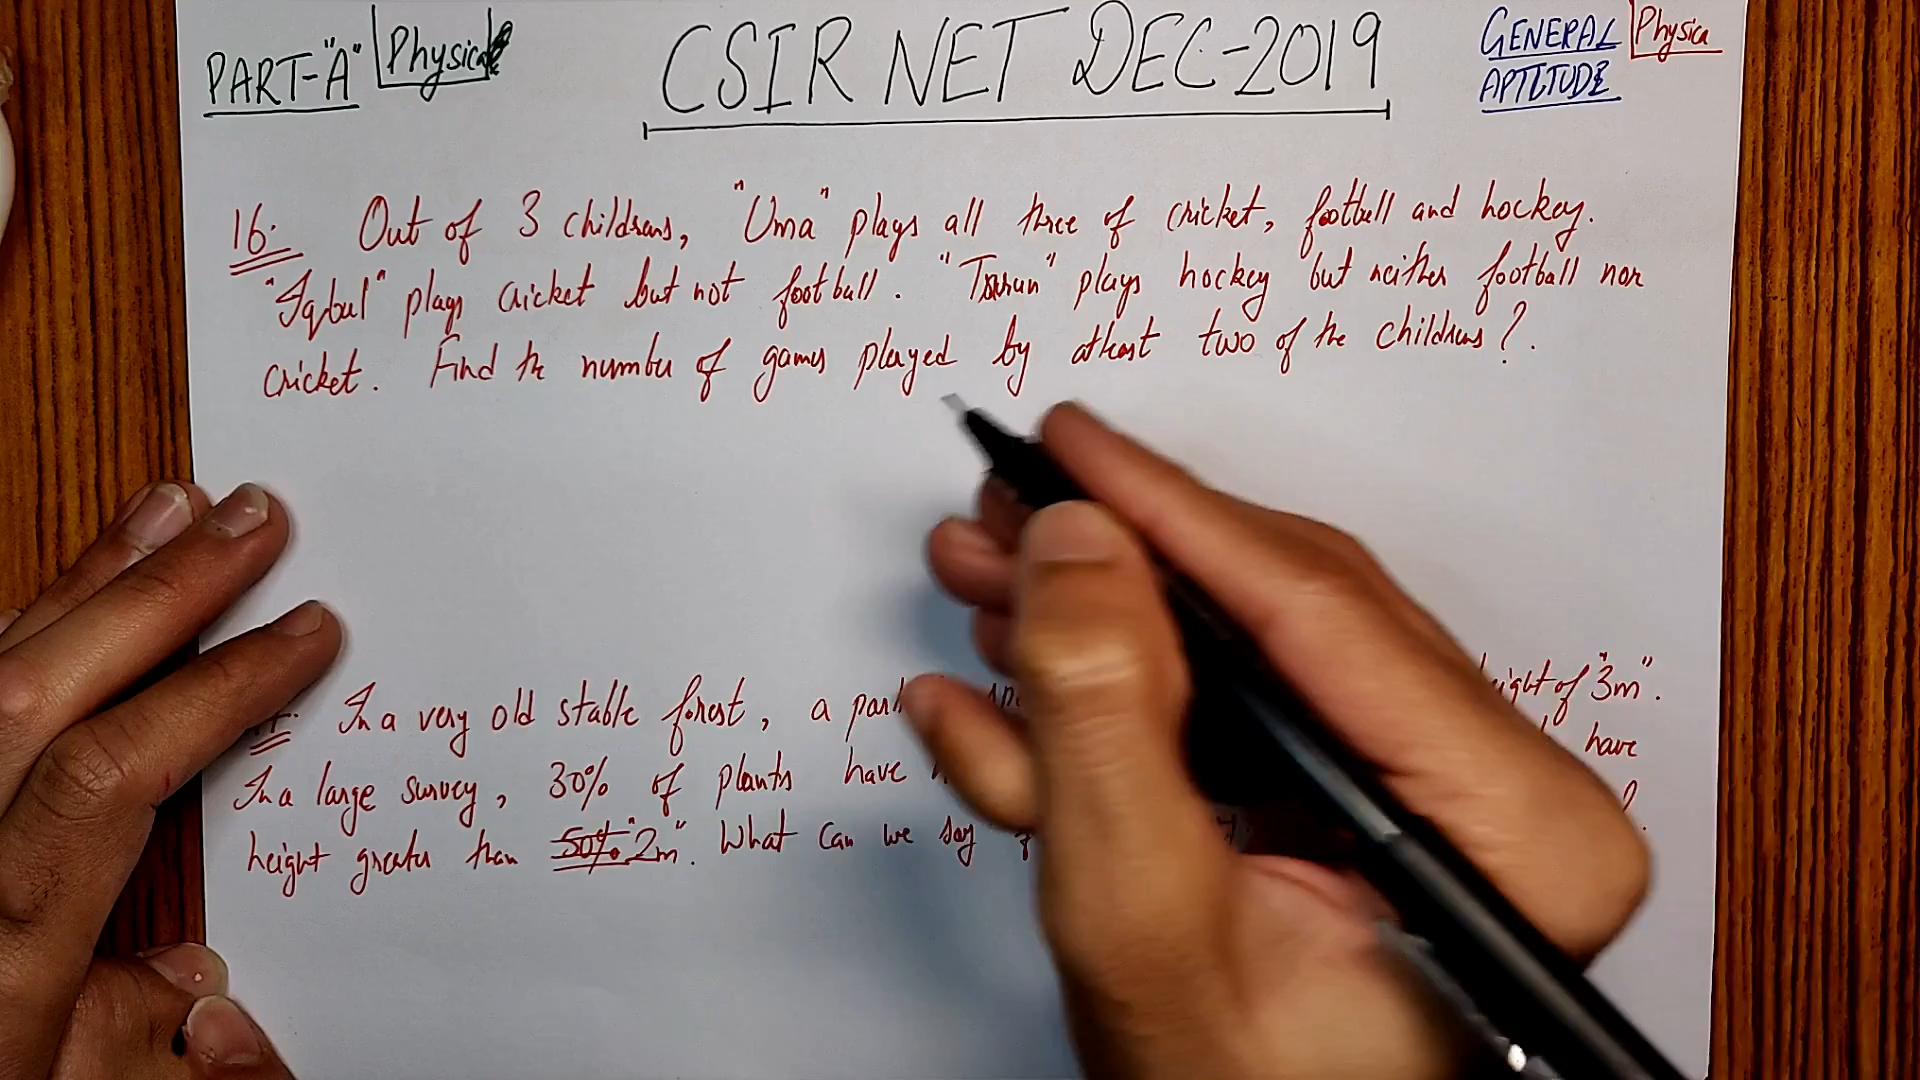 PART-"A" Physical
CSIR NET DEC-2019
GENERAL Physica
APTITUDE
16. Out of 3 childrens, "Uma" plays all three of cricket, football and hockey.
"Iqbul" plays cricket but not football. "Tarun" plays hockey but neither football nor
cricket. Find the number of games played by atleast two of the childrens?.
In a very old stable forest, a height of "3m".
In a large survey, 30% of plants have have
height greater than 50% "2m". What can we say